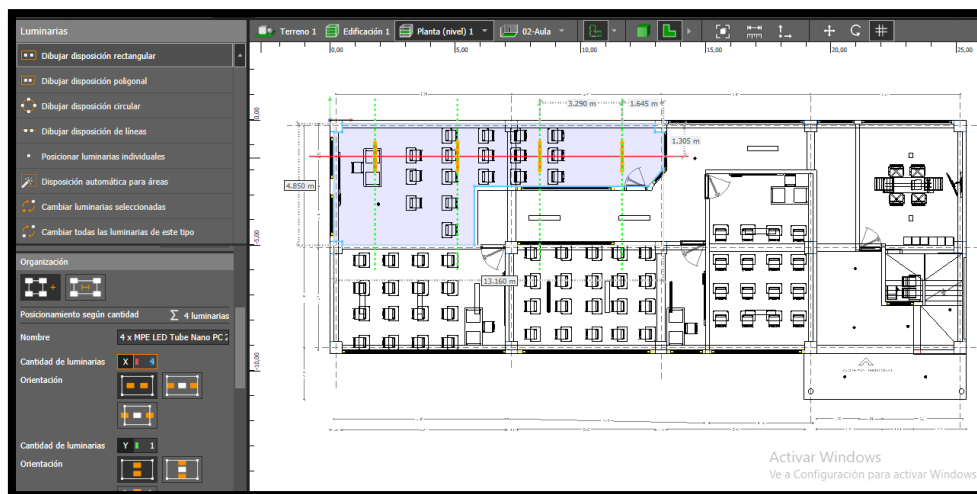 Luminarias
Terreno 1
Edificación 1
Planta (nivel) 1
02-Aula
Dibujar disposición rectangular
Dibujar disposición poligonal
Dibujar disposición circular
Dibujar disposición de líneas
Posicionar luminarias individuales
Disposición automática para áreas
Cambiar luminarias seleccionadas
Cambiar todas las luminarias de este tipo
Organización
Posicionamiento según cantidad
Σ 4 luminarias
Nombre
4 x MPE LED Tube Nano PC
Cantidad de luminarias
X 4
Orientación
Cantidad de luminarias
Y 1
Orientación
0,00
5,00
10,00
15,00
20,00
25,00
0,00
-5,00
-10,00
3.290 m
1.645 m
1.305 m
4.850 m
13.160 m
Activar Windows
Ve a Configuración para activar Windows